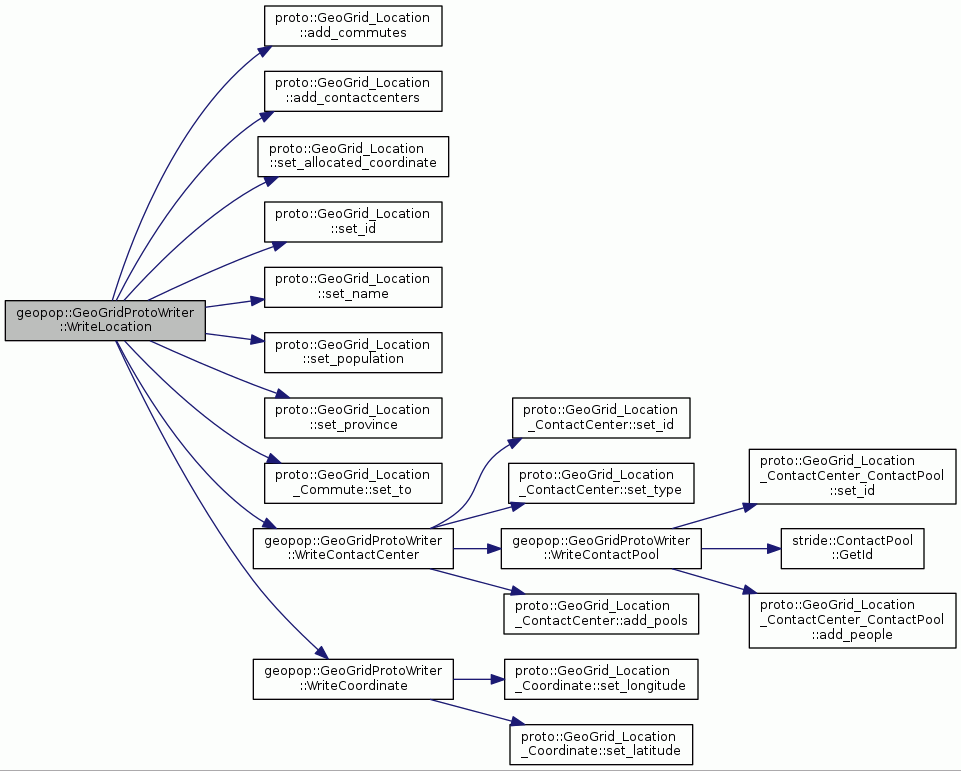 proto::GeoGrid_Location
::add_commutes
proto::GeoGrid_Location
::add_contactcenters
proto::GeoGrid_Location
::set_allocated_coordinate
proto::GeoGrid_Location
::set_id
proto::GeoGrid_Location
::set_name
geopop::GeoGridProtoWriter
::WriteLocation
proto::GeoGrid_Location
::set_population
proto::GeoGrid_Location
::set_province
proto::GeoGrid_Location
_Commute::set_to
geopop::GeoGridProtoWriter
::WriteContactCenter
proto::GeoGrid_Location
_ContactCenter::set_id
proto::GeoGrid_Location
_ContactCenter::set_type
geopop::GeoGridProtoWriter
::WriteContactPool
proto::GeoGrid_Location
_ContactCenter::add_pools
proto::GeoGrid_Location
_ContactCenter_ContactPool
::set_id
stride::ContactPool
::GetId
proto::GeoGrid_Location
_ContactCenter_ContactPool
::add_people
geopop::GeoGridProtoWriter
::WriteCoordinate
proto::GeoGrid_Location
_Coordinate::set_longitude
proto::GeoGrid_Location
_Coordinate::set_latitude